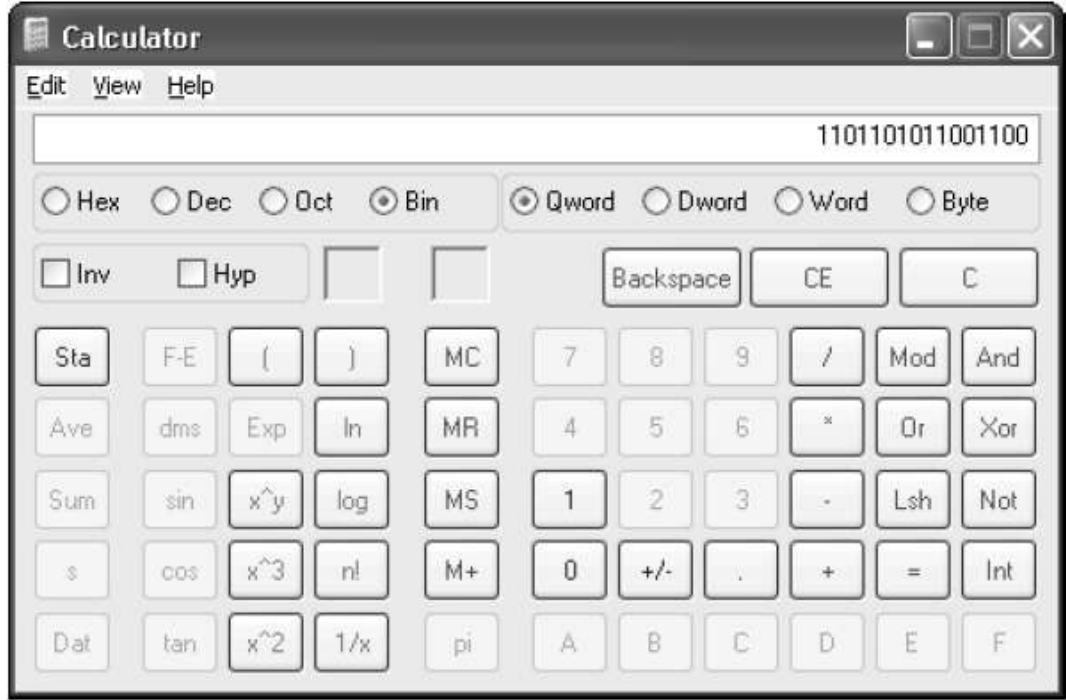 Calculator
Edit View Help
1101101011001100
Hex Dec Oct Bin Qword Dword Word Byte
Inv Hyp Backspace CE C
Sta F-E ( ) MC 7 8 9 / Mod And
Ave dms Exp ln MR 4 5 6 * Or Xor
Sum sin x^y log MS 1 2 3 - Lsh Not
s cos x^3 n! M+ 0 +/- . + = Int
Dat tan x^2 1/x pi A B C D E F